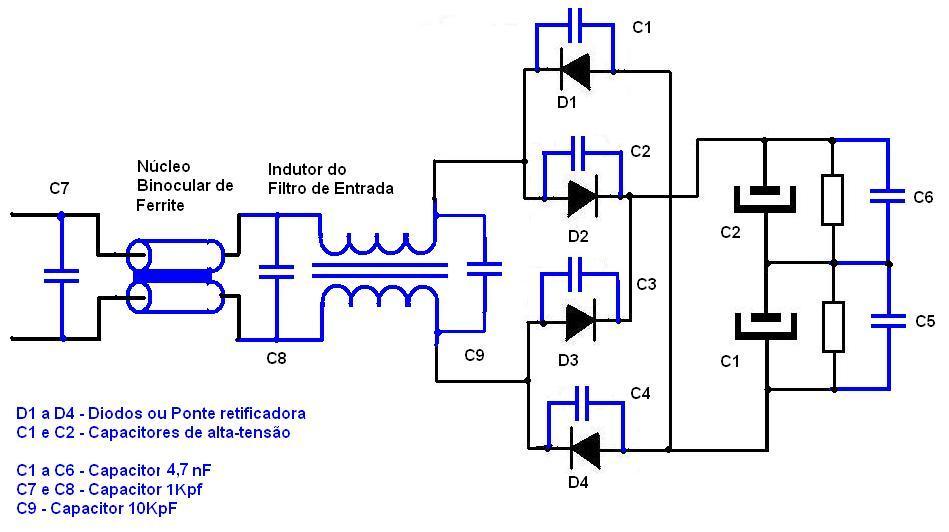 C7
Núcleo
Binocular de
Ferrite
Indutor do
Filtro de Entrada
C8
C9
C1
D1
C2
D2
C3
D3
C4
D4
C2
C1
C6
C5
D1 a D4 - Diodos ou Ponte retificadora
C1 e C2 - Capacitores de alta-tensão
C1 a C6 - Capacitor 4,7 nF
C7 e C8 - Capacitor 1Kpf
C9 - Capacitor 10KpF